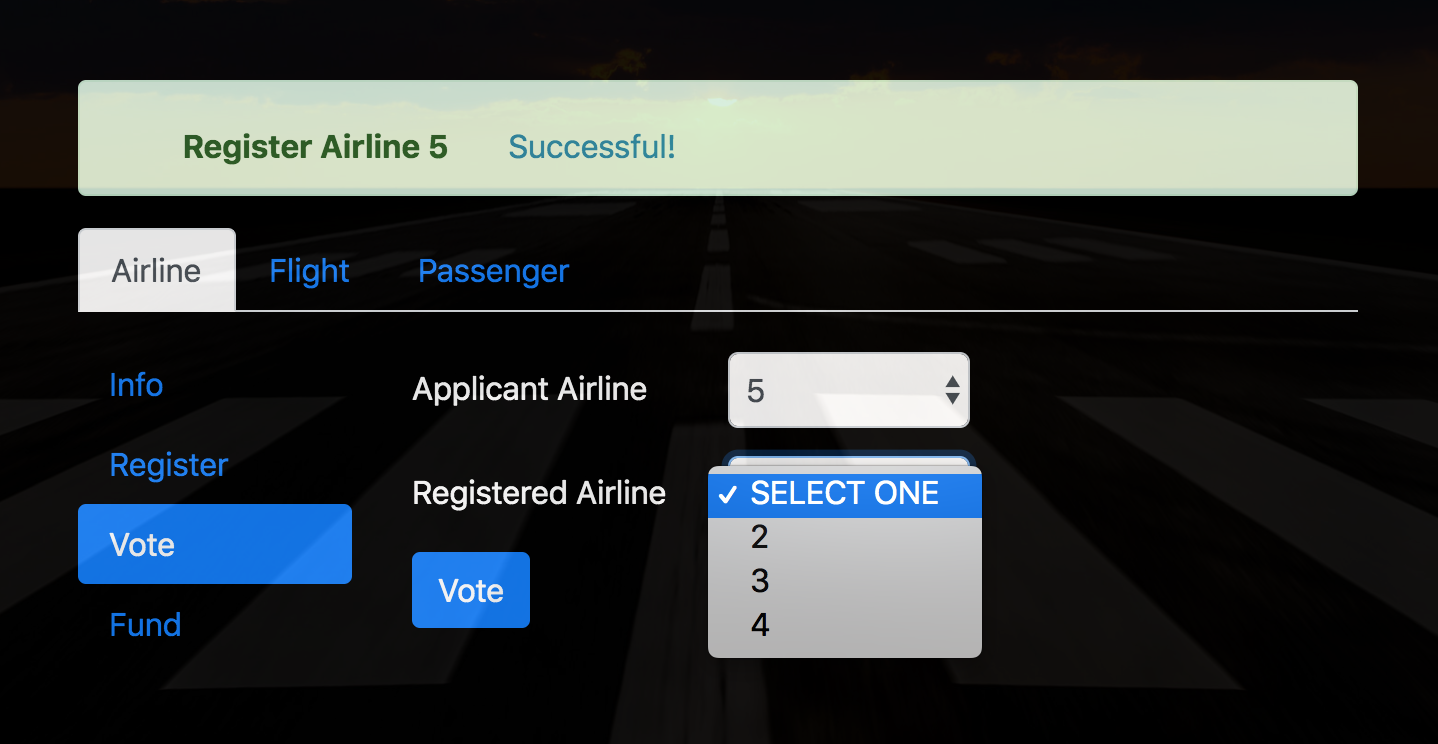 Register Airline 5 Successful!
Airline Flight Passenger
Info
Register
Vote
Fund
Applicant Airline 5
Registered Airline
✓ SELECT ONE
2
3
4
Vote